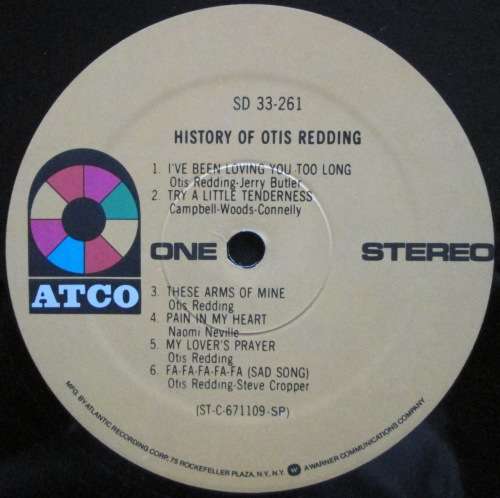 SD 33-261
HISTORY OF OTIS REDDING
1. I'VE BEEN LOVING YOU TOO LONG
Otis Redding-Jerry Butler
2. TRY A LITTLE TENDERNESS
Campbell-Woods-Connelly
ONE
STEREO
ATCO
3. THESE ARMS OF MINE
Otis Redding
4. PAIN IN MY HEART
Naomi Neville
5. MY LOVER'S PRAYER
Otis Redding
6. FA-FA-FA-FA-FA (SAD SONG)
Otis Redding-Steve Cropper
(ST-C-671109-SP)
MFG. BY ATLANTIC RECORDING CORP., 75 ROCKEFELLER PLAZA, N.Y., N.Y. W A WARNER COMMUNICATIONS COMPANY